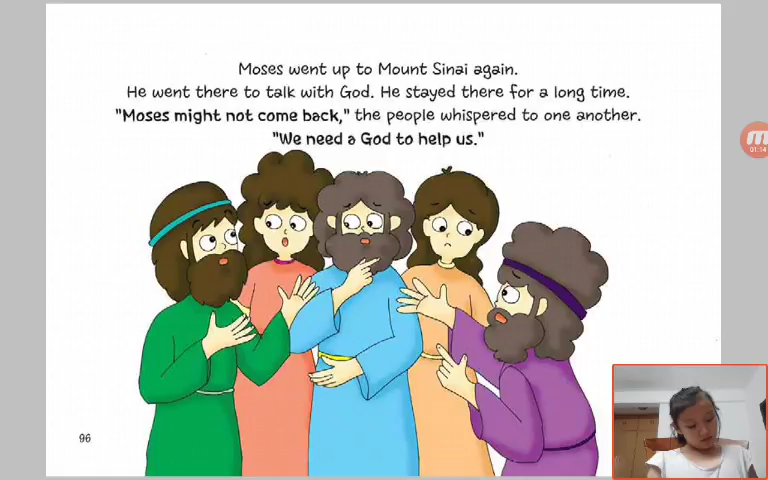 Moses went up to Mount Sinai again.
He went there to talk with God. He stayed there for a long time.
"Moses might not come back," the people whispered to one another.
"We need a God to help us."
96
01:14